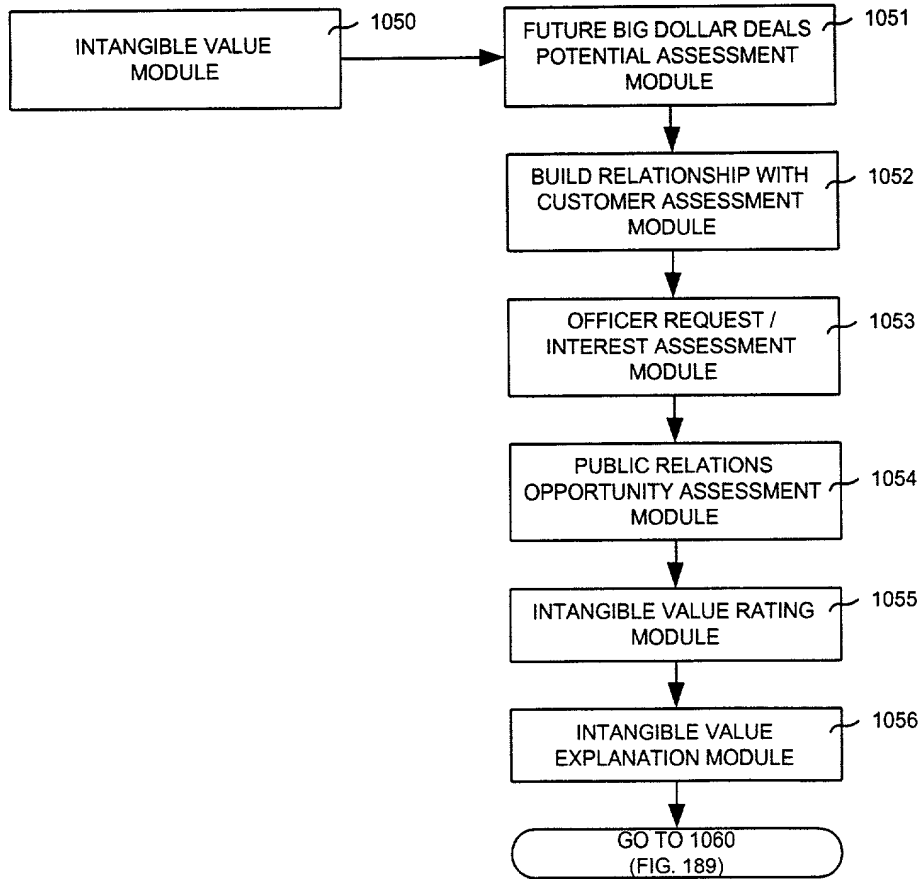 INTANGIBLE VALUE
MODULE
1050
FUTURE BIG DOLLAR DEALS
POTENTIAL ASSESSMENT
MODULE
1051
BUILD RELATIONSHIP WITH
CUSTOMER ASSESSMENT
MODULE
1052
OFFICER REQUEST /
INTEREST ASSESSMENT
MODULE
1053
PUBLIC RELATIONS
OPPORTUNITY ASSESSMENT
MODULE
1054
INTANGIBLE VALUE RATING
MODULE
1055
INTANGIBLE VALUE
EXPLANATION MODULE
1056
GO TO 1060
(FIG. 189)